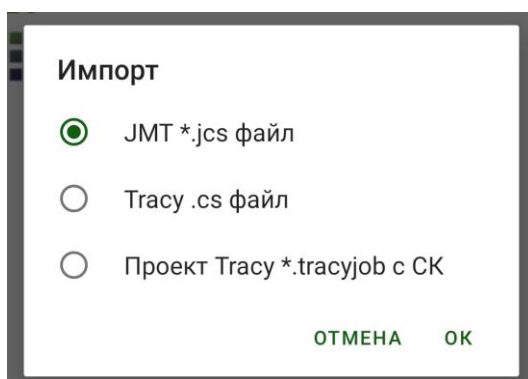 Импорт
JMT *.jcs файл
Tracy .cs файл
Проект Tracy *.tracyjob с СК
ОТМЕНА ОК